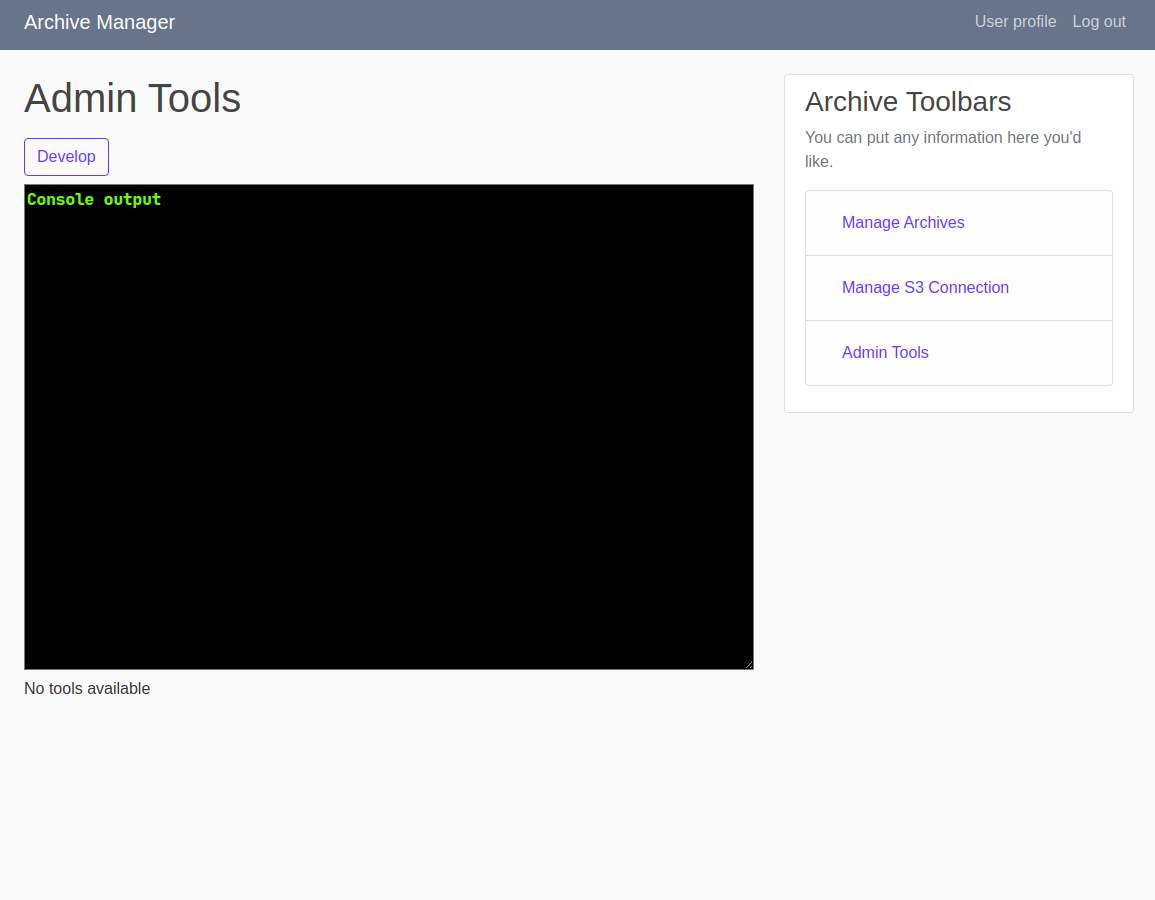 Archive Manager
User profile
Log out
Admin Tools
Develop
Console output
No tools available
Archive Toolbars
You can put any information here you'd
like.
Manage Archives
Manage S3 Connection
Admin Tools